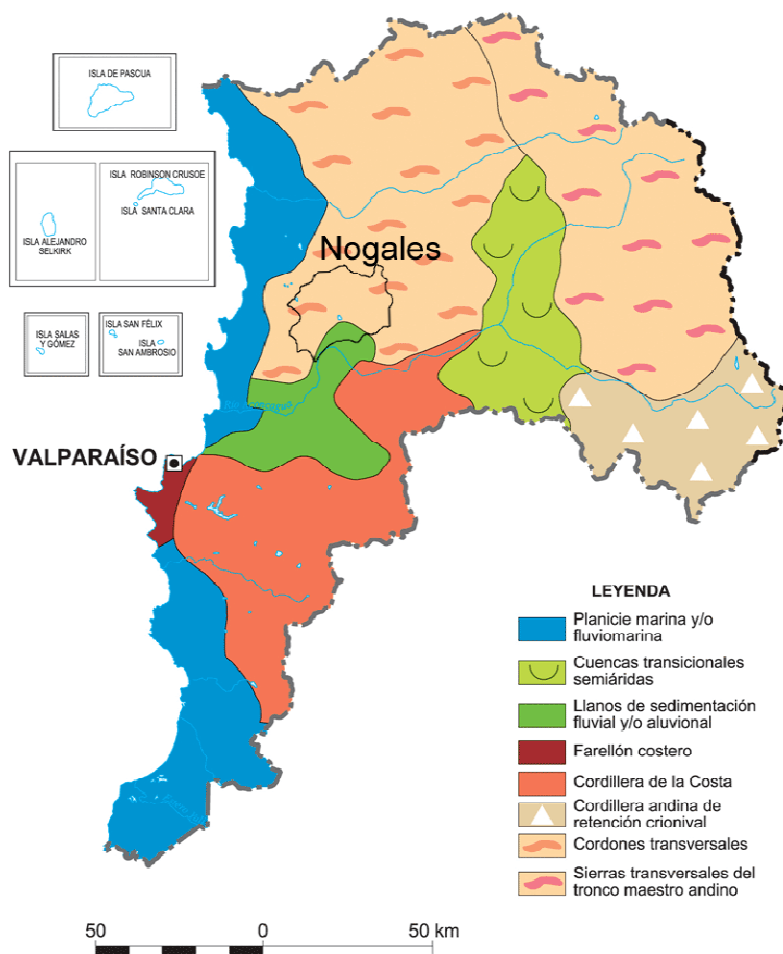 ISLA DE PASCUA
ISLA ROBINSON CRUSOE
ISLA SANTA CLARA
ISLA ALEJANDRO
SELKIRK
ISLA SALAS
Y GÓMEZ
ISLA SAN FÉLIX
ISLA
SAN AMBROSIO
Nogales
VALPARAÍSO
LEYENDA
Planicie marina y/o
fluviomarina
Cuencas transicionales
semiáridas
Llanos de sedimentación
fluvial y/o aluvional
Farellón costero
Cordillera de la Costa
Cordillera andina de
retención crionival
Cordones transversales
Sierras transversales del
tronco maestro andino
50 0 50 km